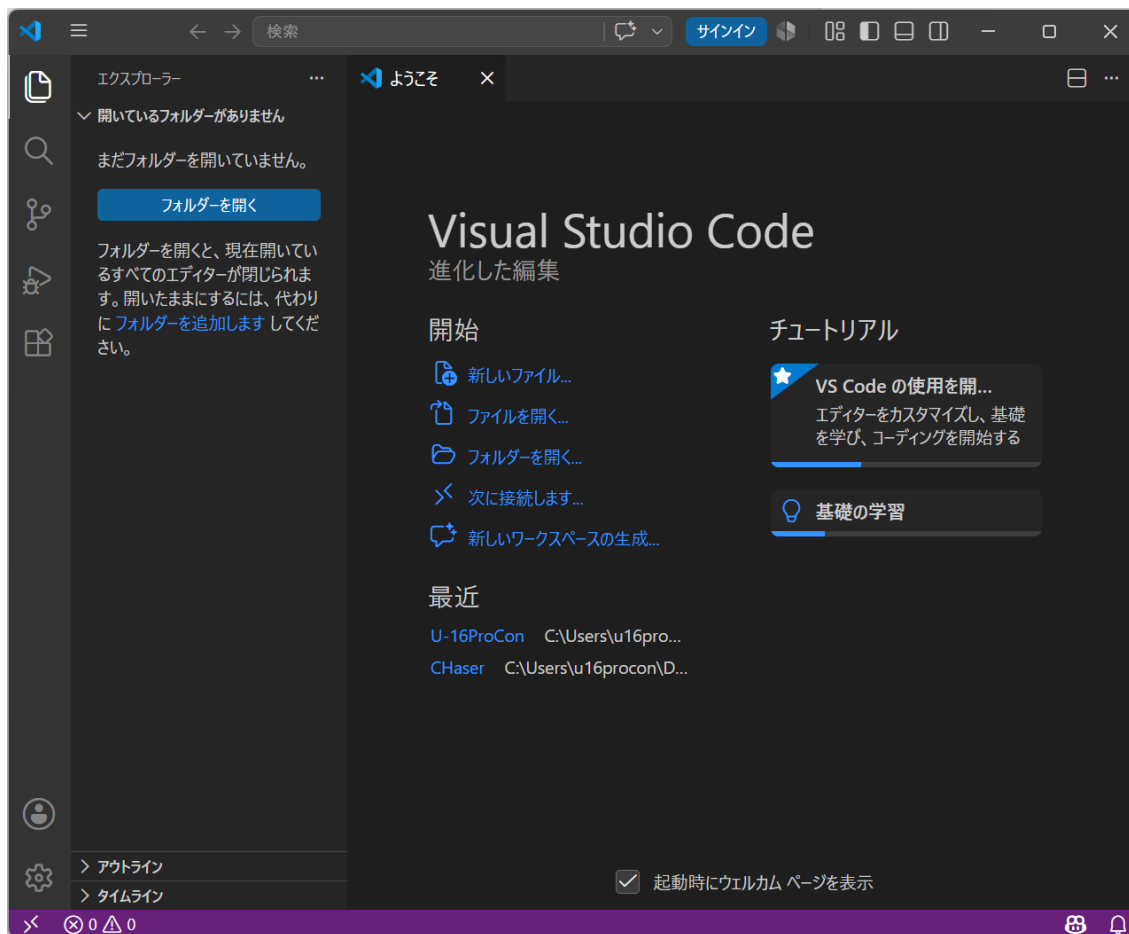 検索
サインイン
エクスプローラー
ようこそ
開いているフォルダーがありません
まだフォルダーを開いていません。
フォルダーを開く
フォルダーを開くと、現在開いてい
るすべてのエディターが閉じられま
す。開いたままにするには、代わり
に フォルダーを追加します してくだ
さい。
アウトライン
タイムライン
Visual Studio Code
進化した編集
開始
新しいファイル...
ファイルを開く...
フォルダーを開く...
次に接続します...
新しいワークスペースの生成...
最近
U-16ProCon C:\Users\u16pro...
CHaser C:\Users\u16procon\D...
チュートリアル
VS Code の使用を開...
エディターをカスタマイズし、基礎
を学び、コーディングを開始する
基礎の学習
起動時にウェルカム ページを表示
0 0